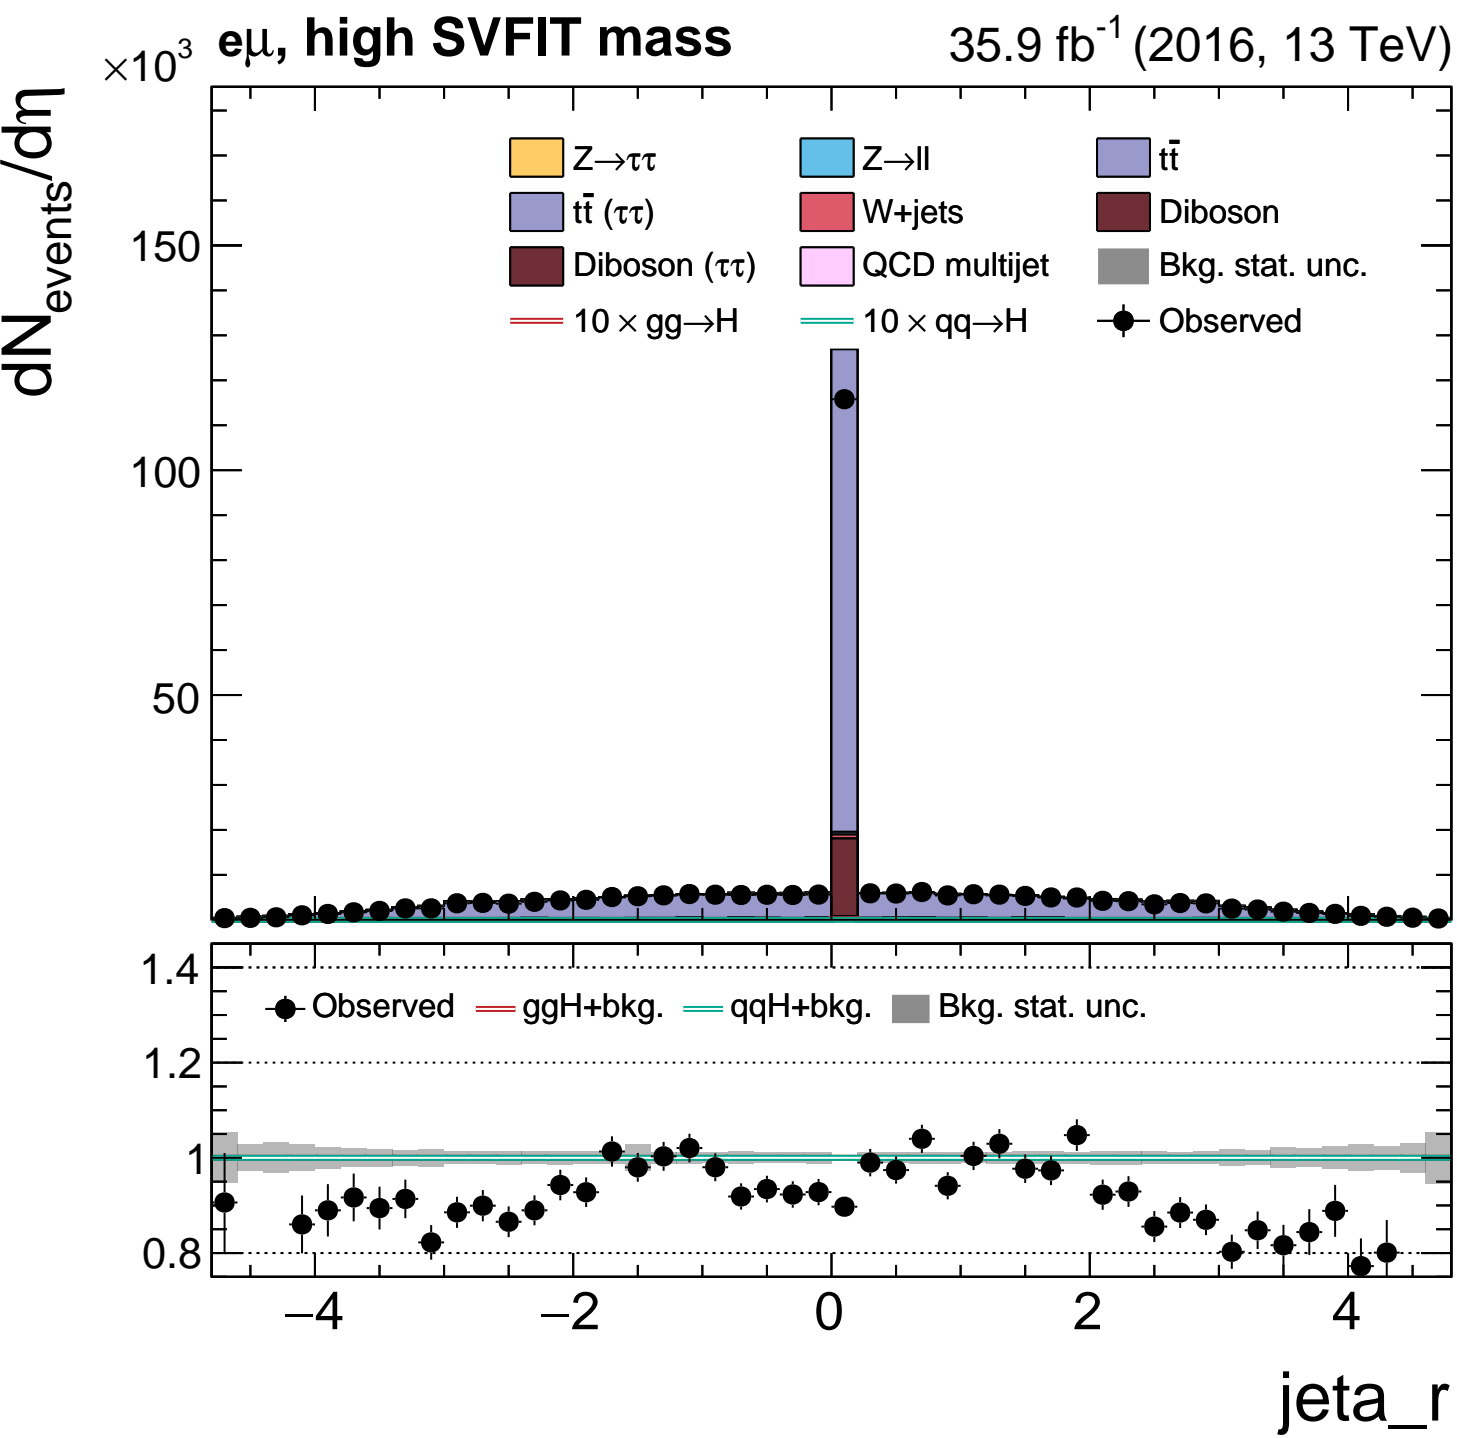 ×10³ eμ, high SVFIT mass 35.9 fb⁻¹ (2016, 13 TeV)
dN_events/dη
Z→ττ Z→ll tt̄
tt̄ (ττ) W+jets Diboson
Diboson (ττ) QCD multijet Bkg. stat. unc.
10 × gg→H 10 × qq→H Observed
150
100
50
1.4
Observed ggH+bkg. qqH+bkg. Bkg. stat. unc.
1.2
1
0.8
−4 −2 0 2 4
jeta_r